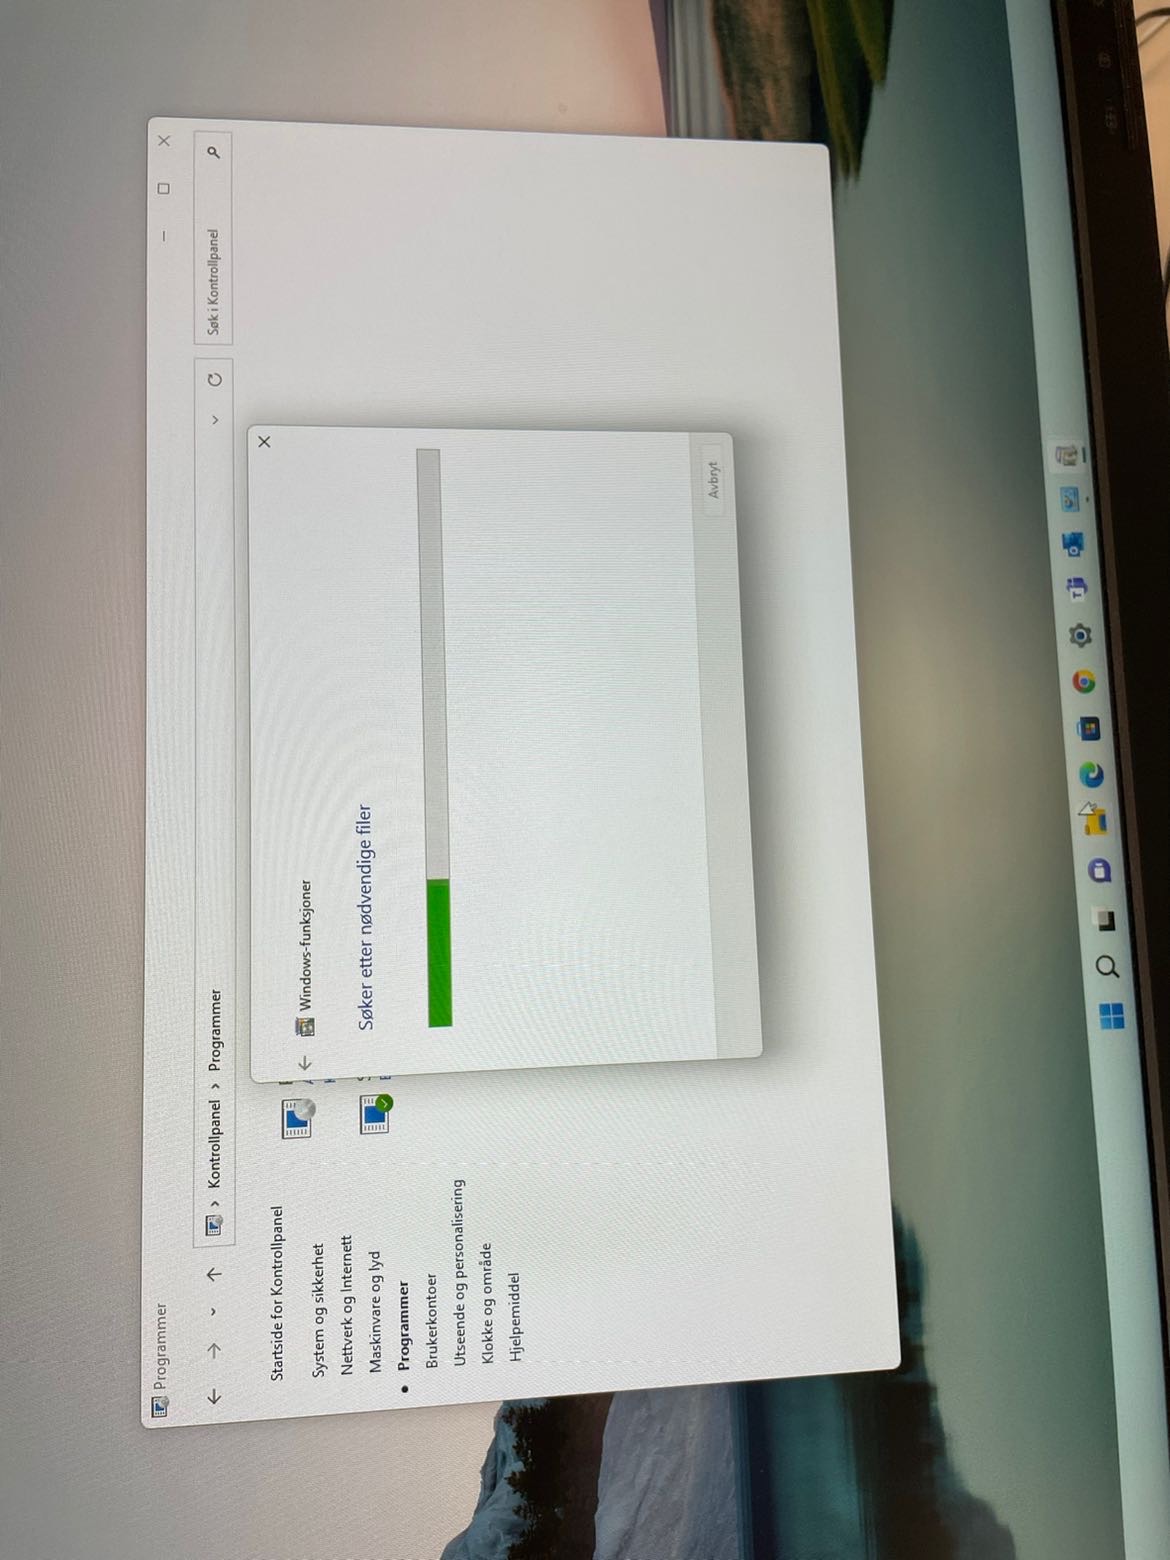 Programmer
Kontrollpanel > Programmer
Søk i Kontrollpanel
Startside for Kontrollpanel
System og sikkerhet
Nettverk og Internett
Maskinvare og lyd
Programmer
Brukerkontoer
Utseende og personalisering
Klokke og område
Hjelpemiddel
Windows-funksjoner
Søker etter nødvendige filer
Avbryt